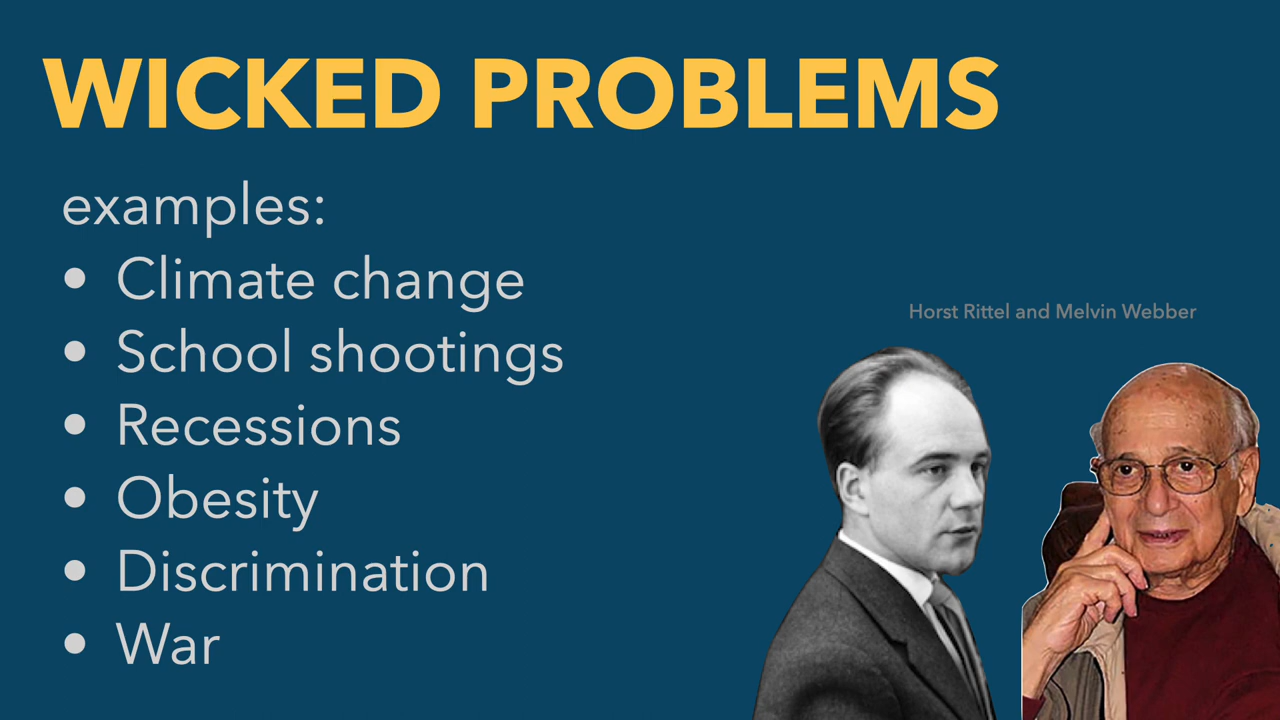 WICKED PROBLEMS
examples:
• Climate change
• School shootings
• Recessions
• Obesity
• Discrimination
• War
Horst Rittel and Melvin Webber